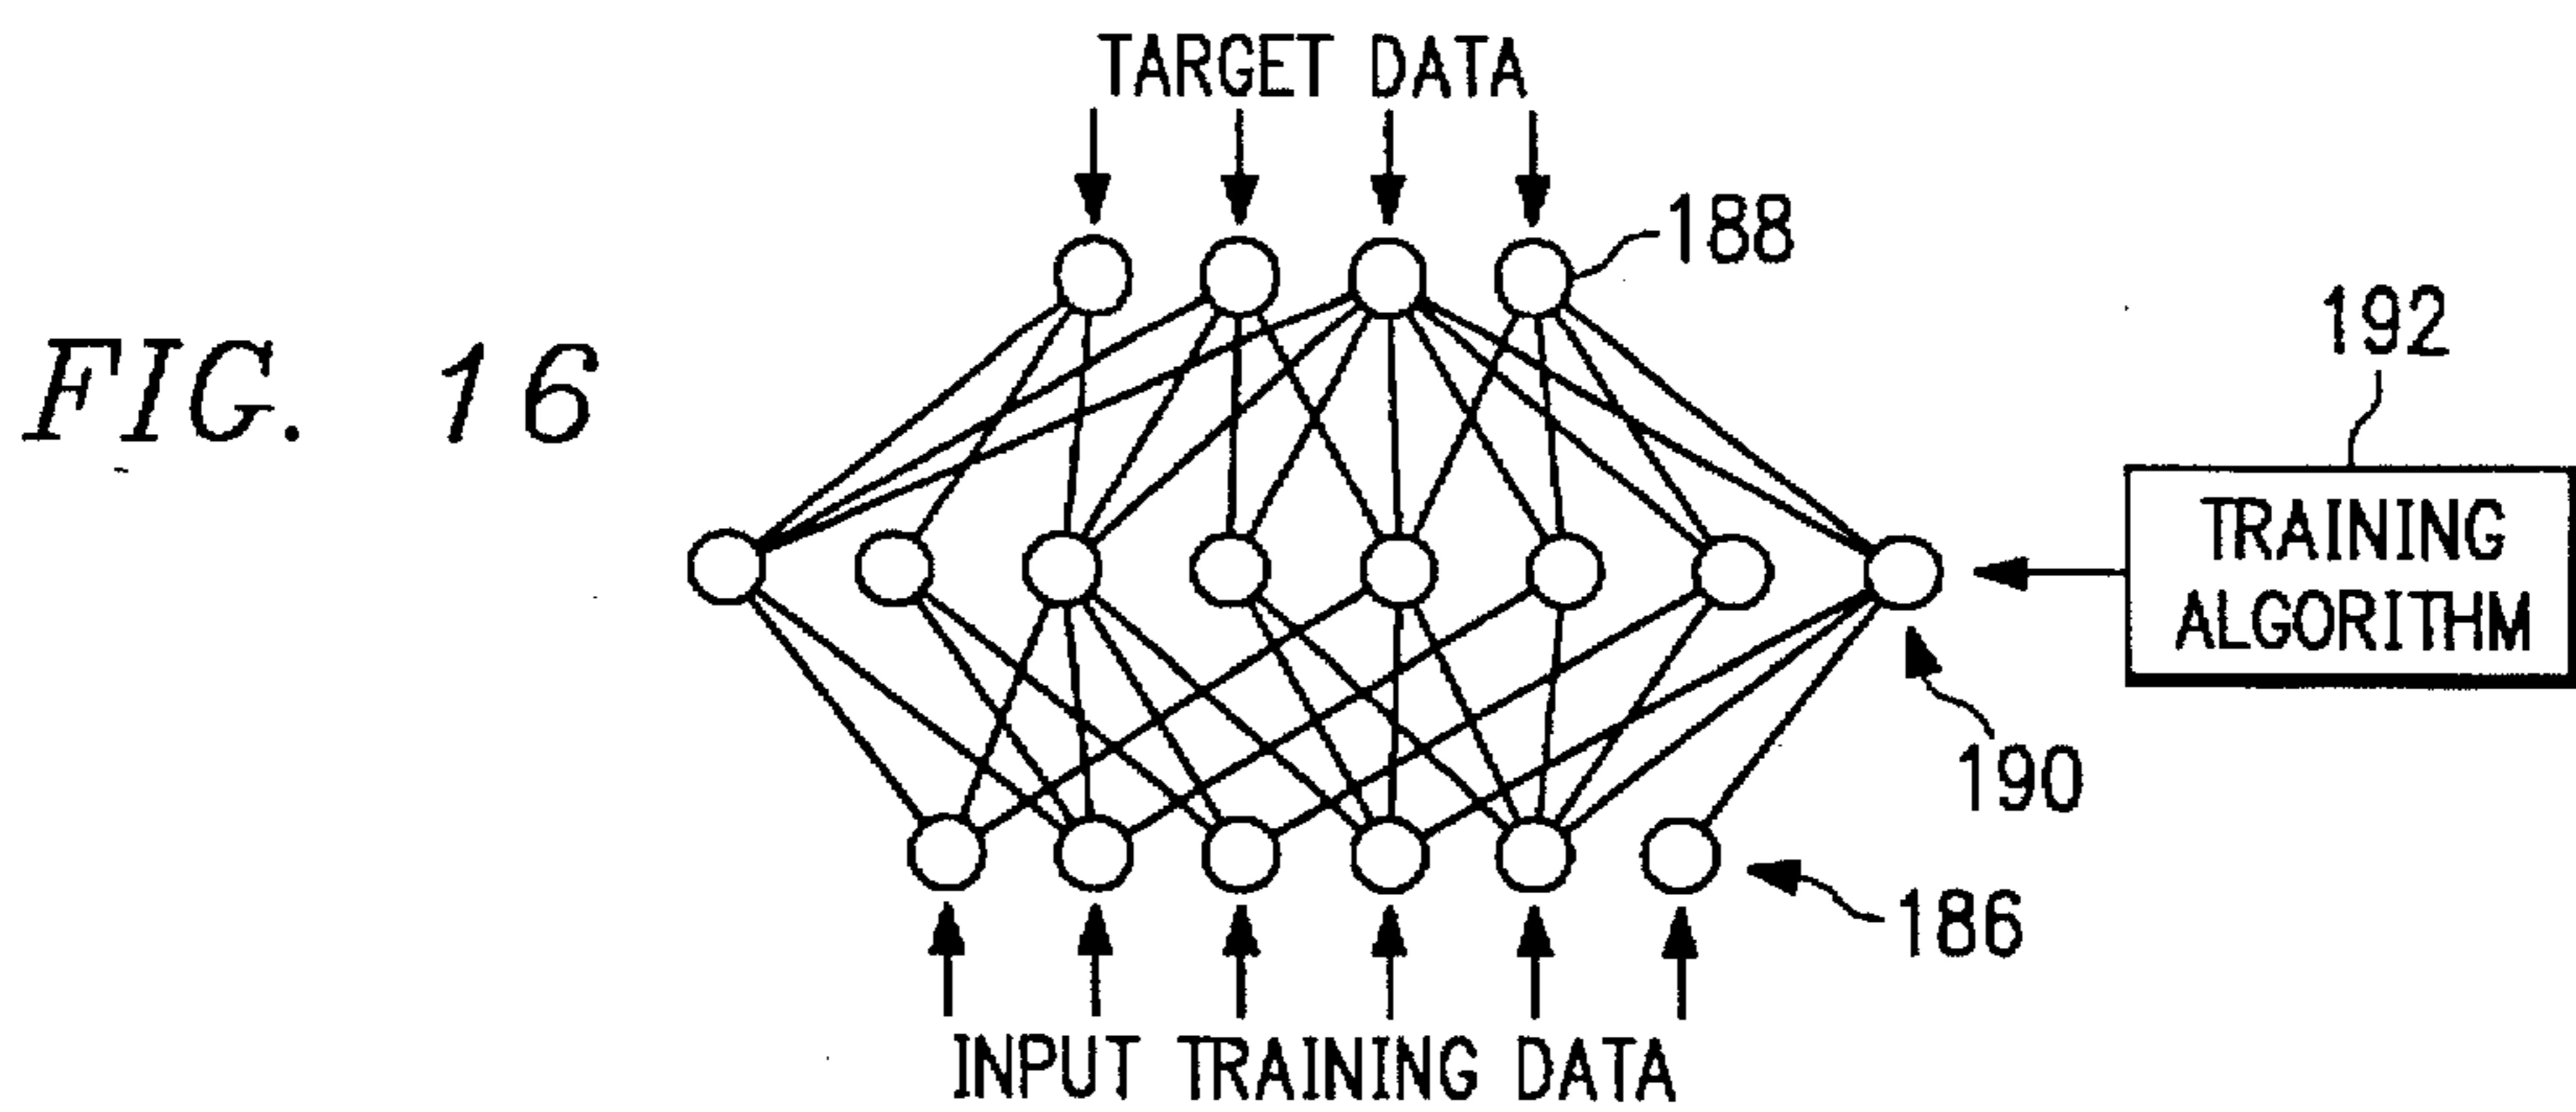 TARGET DATA
188
192
FIG. 16
TRAINING
ALGORITHM
190
186
INPUT TRAINING DATA